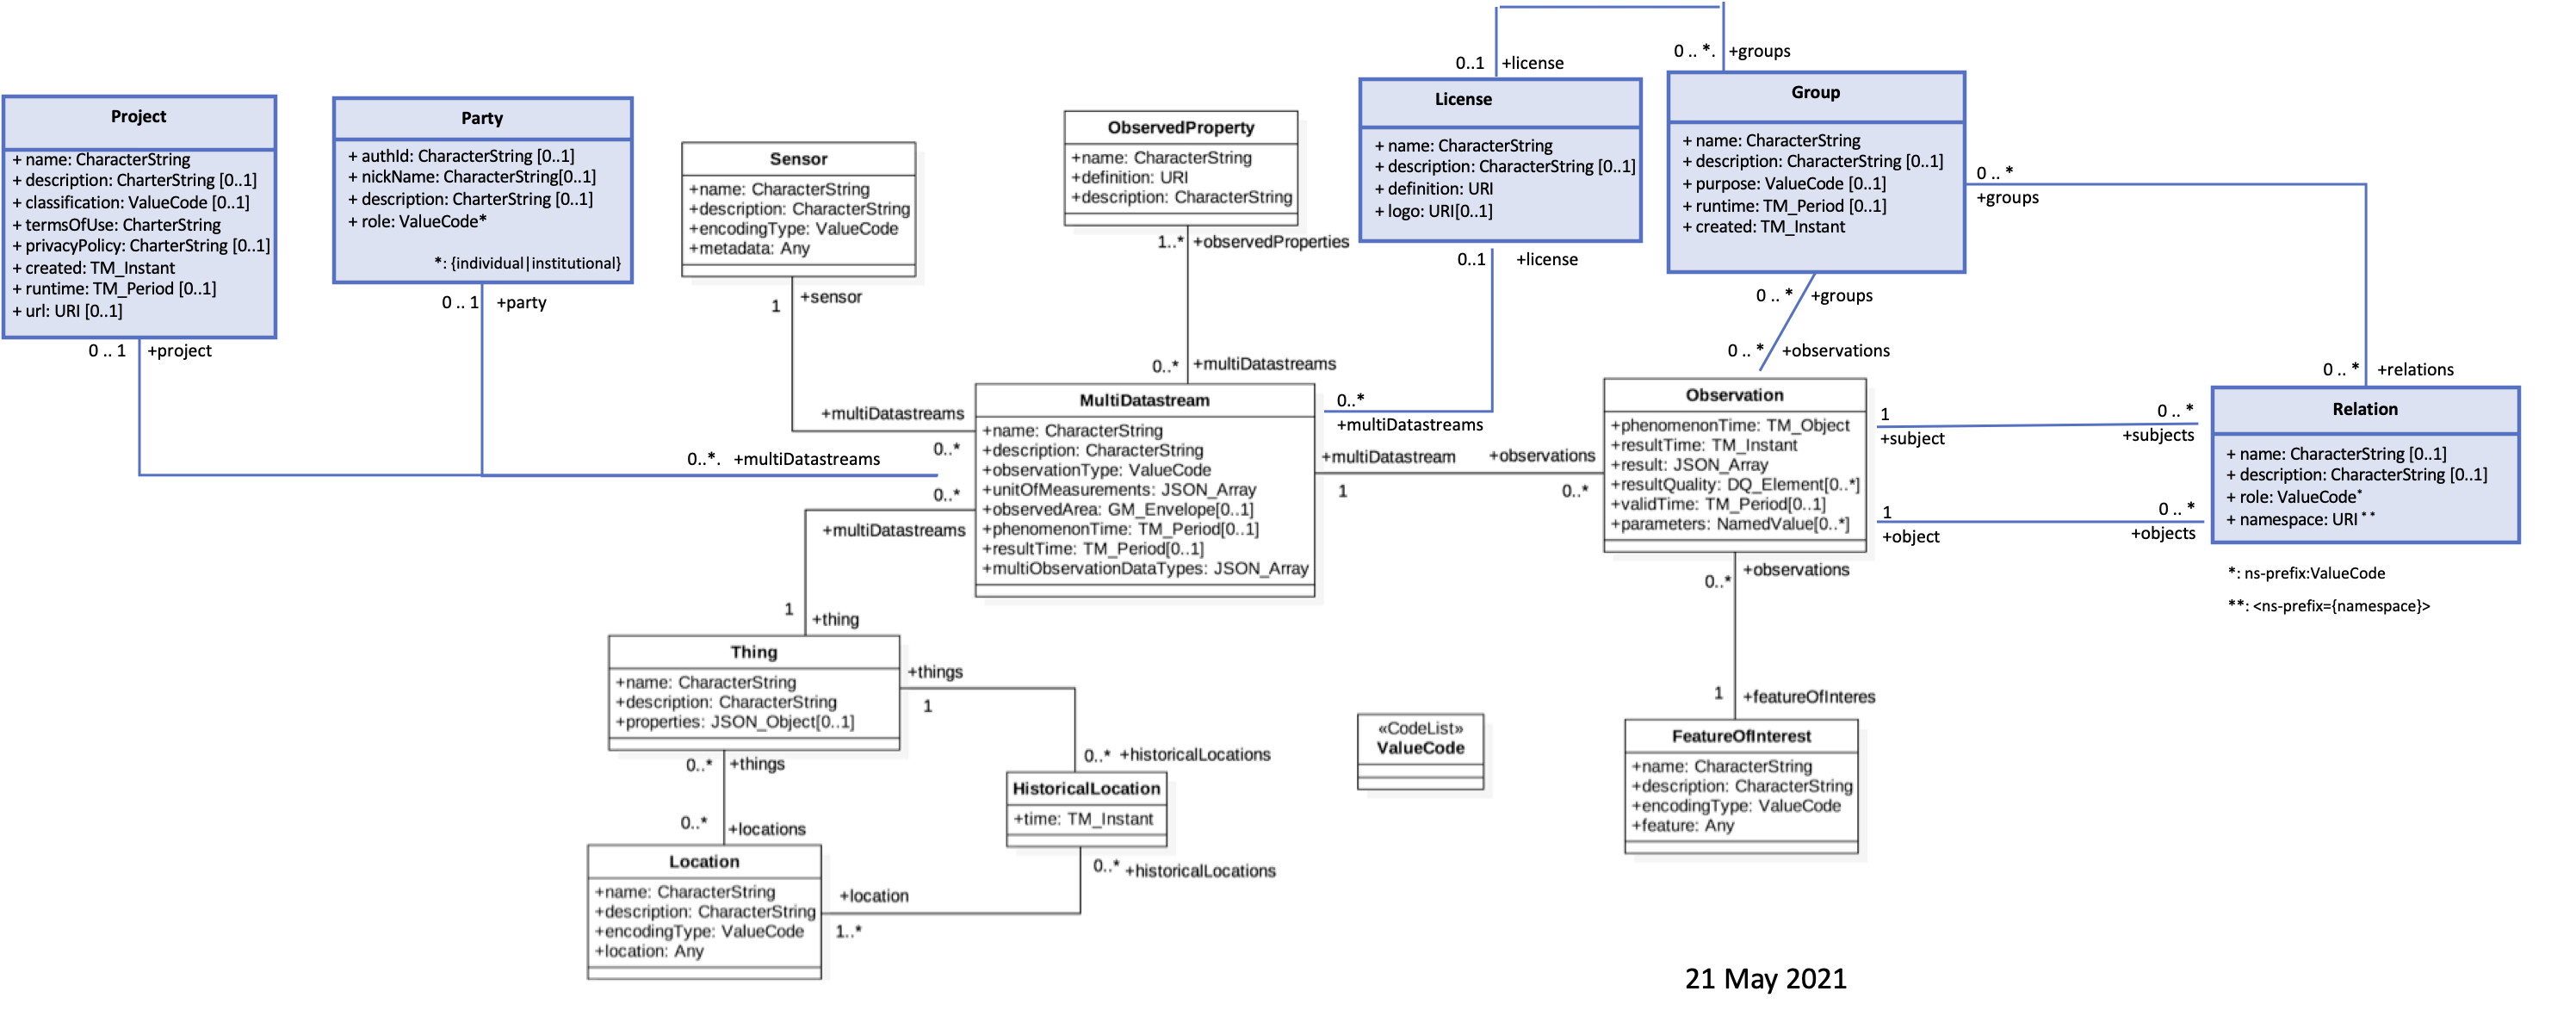 Project
+ name: CharacterString
+ description: CharterString [0..1]
+ classification: ValueCode [0..1]
+ termsOfUse: CharterString
+ privacyPolicy: CharterString [0..1]
+ created: TM_Instant
+ runtime: TM_Period [0..1]
+ url: URI [0..1]
0 .. 1 +project
Party
+ authId: CharacterString [0..1]
+ nickName: CharacterString[0..1]
+ description: CharterString [0..1]
+ role: ValueCode*
*: {individual|institutional}
0 .. 1 +party
Sensor
+name: CharacterString
+description: CharacterString
+encodingType: ValueCode
+metadata: Any
1 +sensor
ObservedProperty
+name: CharacterString
+definition: URI
+description: CharacterString
1..* +observedProperties
0..* +multiDatastreams
0..1 +license
License
+ name: CharacterString
+ description: CharacterString [0..1]
+ definition: URI
+ logo: URI[0..1]
0..1 +license
0 .. *. +groups
Group
+ name: CharacterString
+ description: CharacterString [0..1]
+ purpose: ValueCode [0..1]
+ runtime: TM_Period [0..1]
+ created: TM_Instant
0 .. *
+groups
0 .. * +groups
0 .. * +observations
0 .. * +relations
+multiDatastreams
0..*
0..*. +multiDatastreams
0..*
+multiDatastreams
MultiDatastream
+name: CharacterString
+description: CharacterString
+observationType: ValueCode
+unitOfMeasurements: JSON_Array
+observedArea: GM_Envelope[0..1]
+phenomenonTime: TM_Period[0..1]
+resultTime: TM_Period[0..1]
+multiObservationDataTypes: JSON_Array
0..*
+multiDatastreams
+multiDatastream +observations
1 0..*
Observation
+phenomenonTime: TM_Object
+resultTime: TM_Instant
+result: JSON_Array
+resultQuality: DQ_Element[0..*]
+validTime: TM_Period[0..1]
+parameters: NamedValue[0..*]
1 0 .. *
+subject +subjects
1 0 .. *
+object +objects
Relation
+ name: CharacterString [0..1]
+ description: CharacterString [0..1]
+ role: ValueCode*
+ namespace: URI **
*: ns-prefix:ValueCode
**: <ns-prefix={namespace}>
+observations
0..*
1 +featureOfInteres
1 +thing
Thing
+name: CharacterString
+description: CharacterString
+properties: JSON_Object[0..1]
+things
1
0..* +things
0..* +historicalLocations
HistoricalLocation
+time: TM_Instant
0..* +historicalLocations
0..* +locations
Location
+name: CharacterString
+description: CharacterString
+encodingType: ValueCode
+location: Any
+location
1..*
«CodeList»
ValueCode
FeatureOfInterest
+name: CharacterString
+description: CharacterString
+encodingType: ValueCode
+feature: Any
21 May 2021